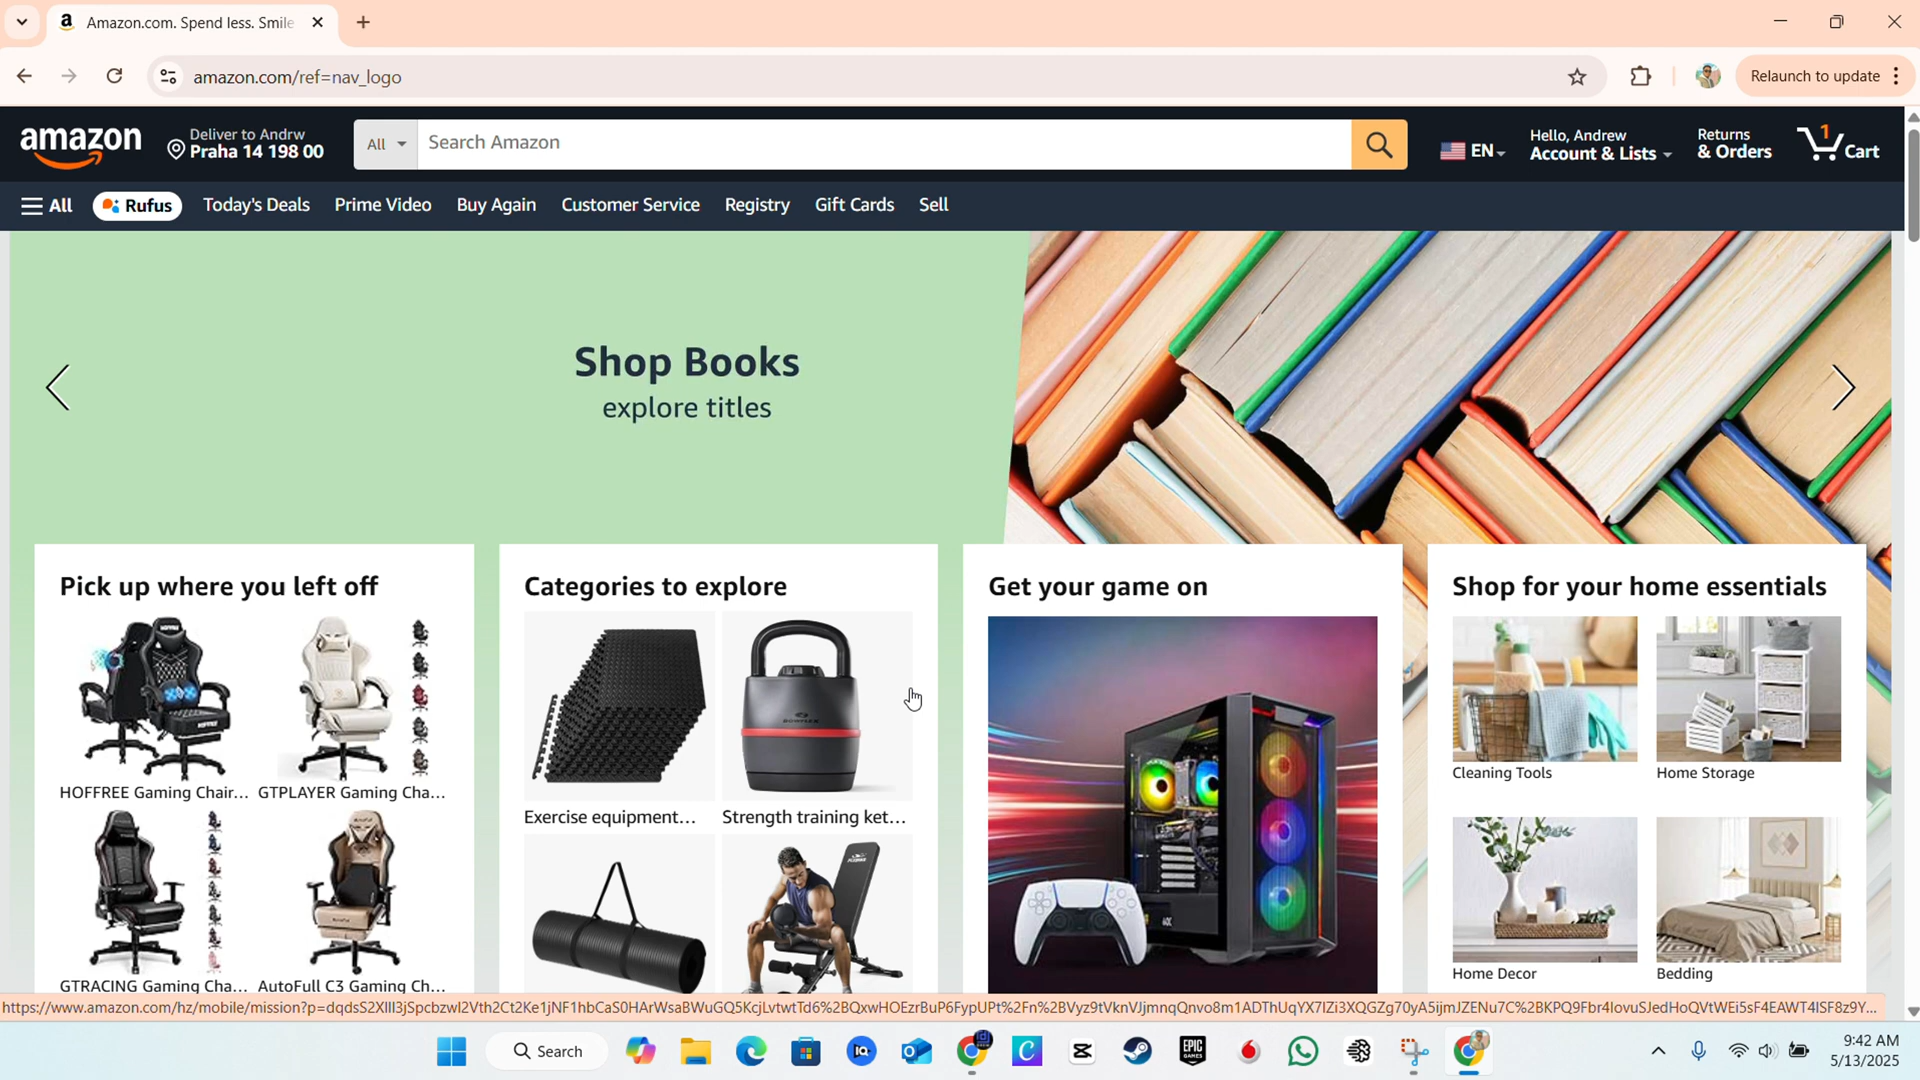 Amazon.com. Spend less. Smile
amazon.com/ref=nav_logo
Relaunch to update
amazon
Deliver to Andrw
Praha 14 198 00
All
Search Amazon
EN
Hello, Andrew
Account & Lists
Returns
& Orders
1
Cart
All
Rufus
Today's Deals
Prime Video
Buy Again
Customer Service
Registry
Gift Cards
Sell
Shop Books
explore titles
Pick up where you left off
HOFFREE Gaming Chair...
GTPLAYER Gaming Cha...
GTRACING Gaming Cha...
AutoFull C3 Gaming Ch...
Categories to explore
Exercise equipment...
Strength training ket...
Get your game on
Shop for your home essentials
Cleaning Tools
Home Storage
Home Decor
Bedding
Search
9:42 AM
5/13/2025